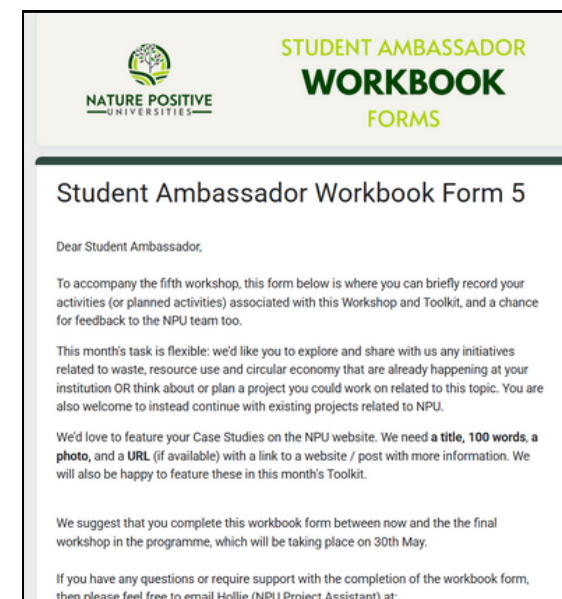 STUDENT AMBASSADOR
WORKBOOK
FORMS
NATURE POSITIVE
UNIVERSITIES
Student Ambassador Workbook Form 5
Dear Student Ambassador,
To accompany the fifth workshop, this form below is where you can briefly record your
activities (or planned activities) associated with this Workshop and Toolkit, and a chance
for feedback to the NPU team too.
This month's task is flexible: we'd like you to explore and share with us any initiatives
related to waste, resource use and circular economy that are already happening at your
institution OR think about or plan a project you could work on related to this topic. You are
also welcome to instead continue with existing projects related to NPU.
We'd love to feature your Case Studies on the NPU website. We need a title, 100 words, a
photo, and a URL (if available) with a link to a website / post with more information. We
will also be happy to feature these in this month's Toolkit.
We suggest that you complete this workbook form between now and the the final
workshop in the programme, which will be taking place on 30th May.
If you have any questions or require support with the completion of the workbook form,
then please feel free to email Hollie (NPU Project Assistant) at: